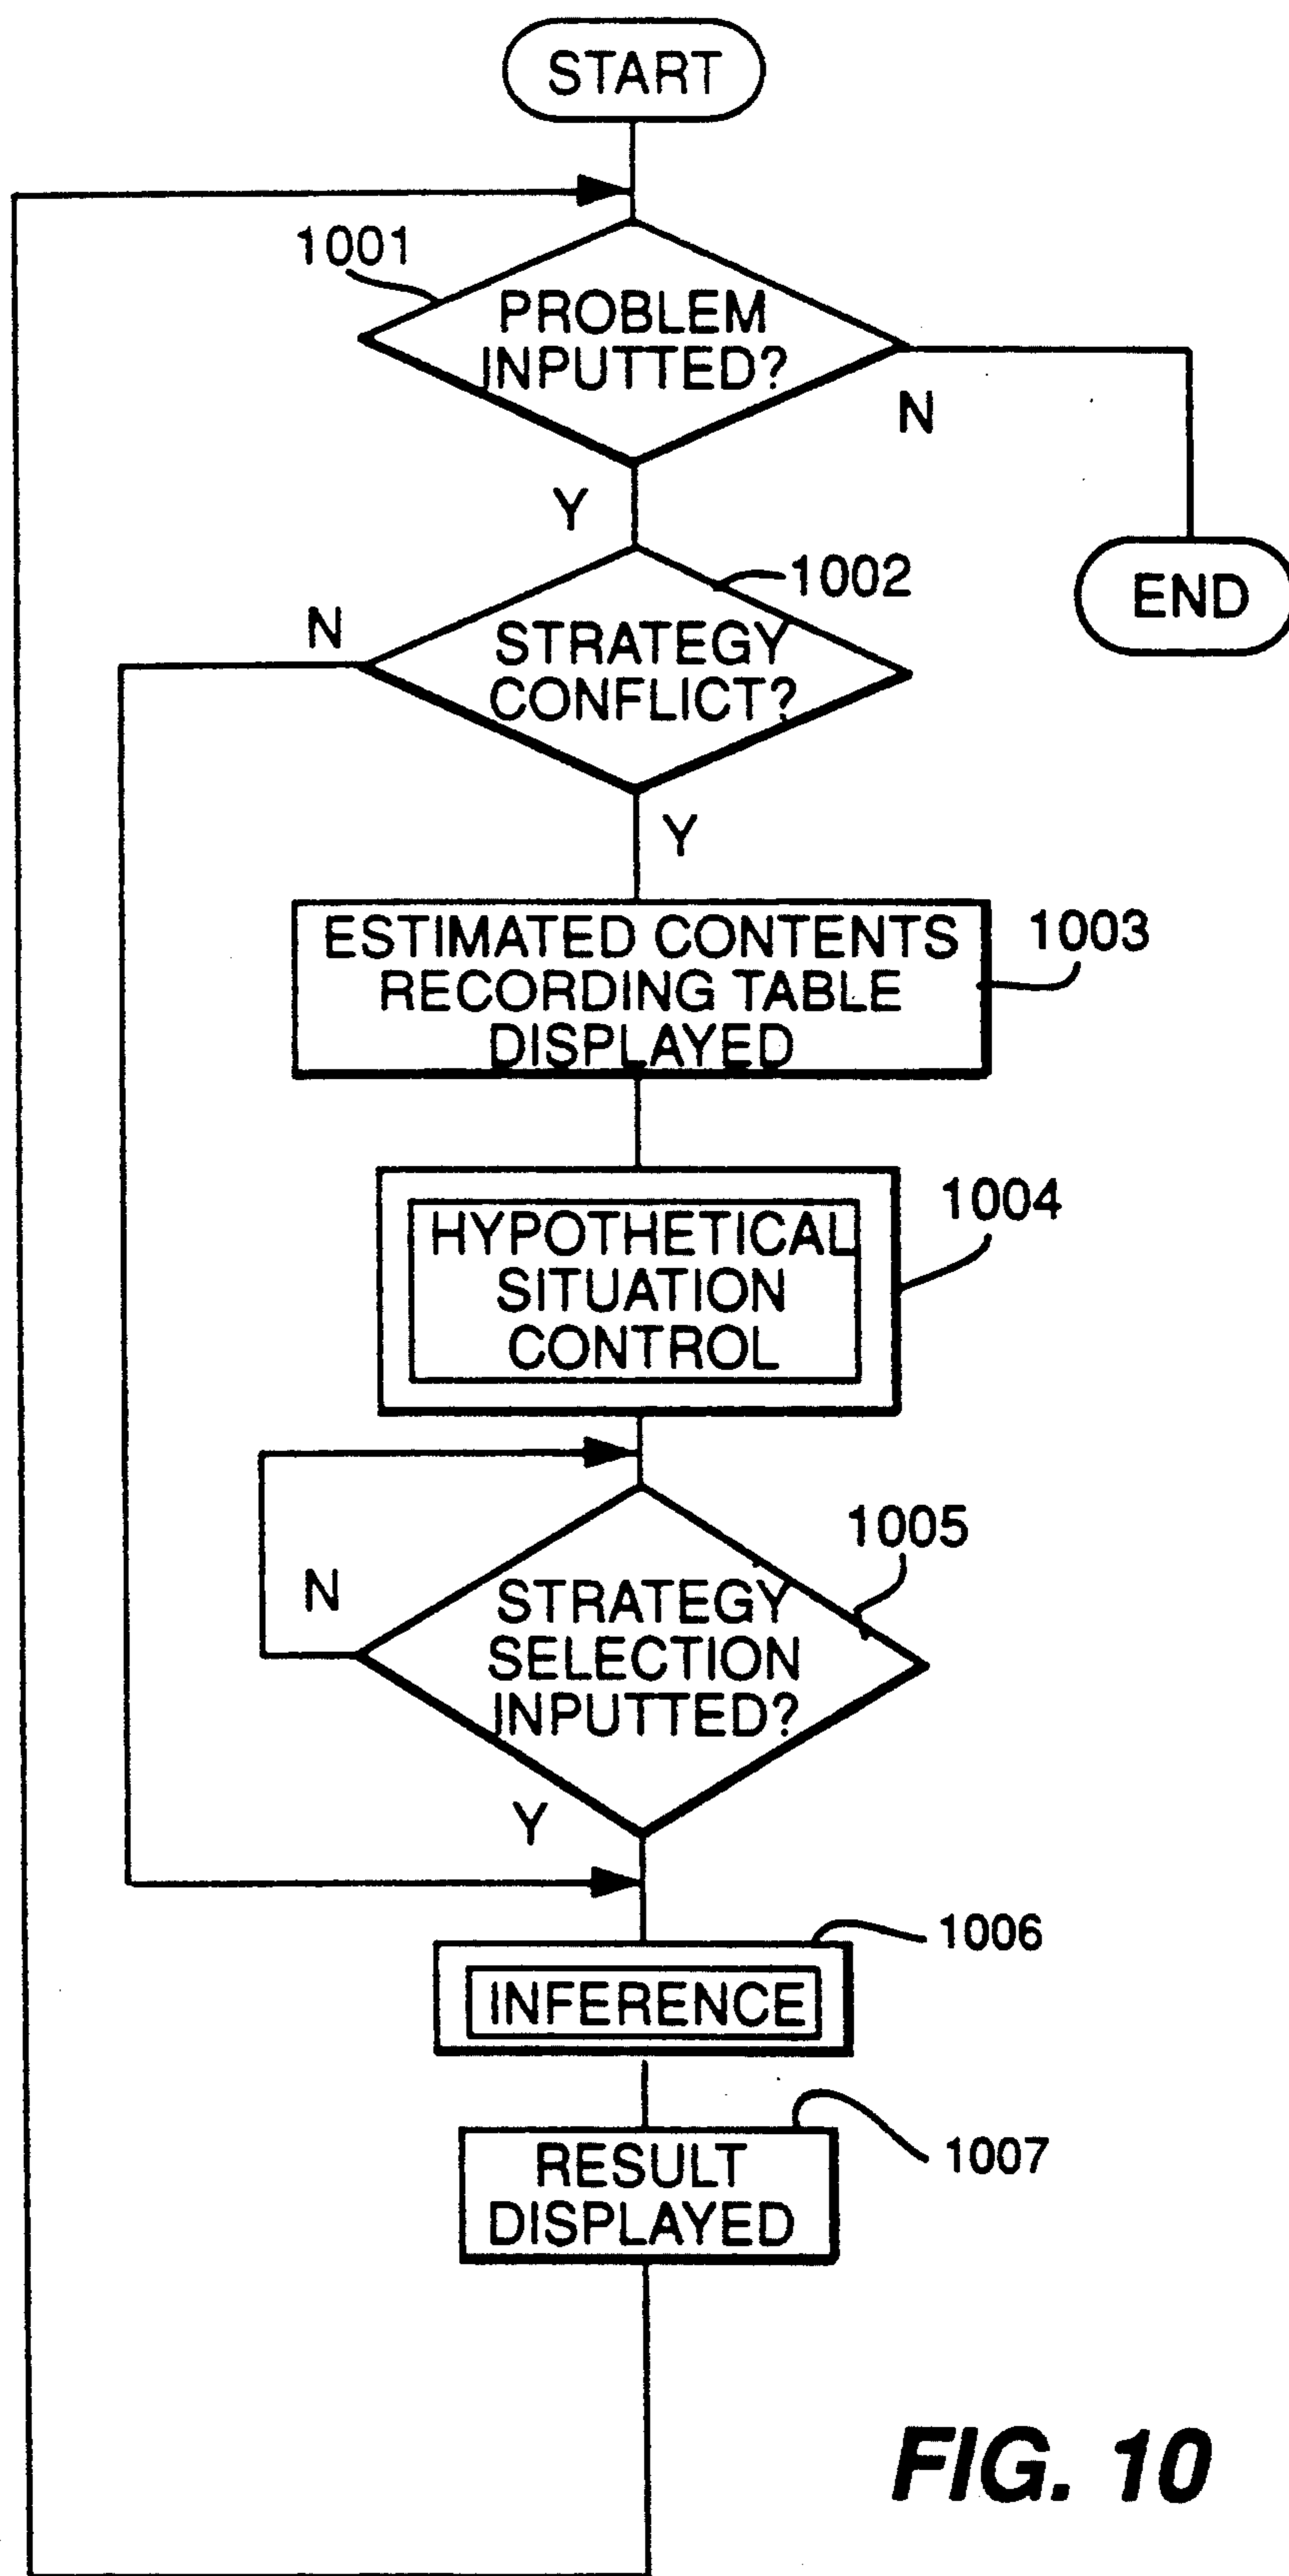 START
1001
PROBLEM
INPUTTED?
N
Y
END
1002
N
STRATEGY
CONFLICT?
Y
ESTIMATED CONTENTS
RECORDING TABLE
DISPLAYED
1003
HYPOTHETICAL
SITUATION
CONTROL
1004
1005
N
STRATEGY
SELECTION
INPUTTED?
Y
1006
INFERENCE
1007
RESULT
DISPLAYED
FIG. 10